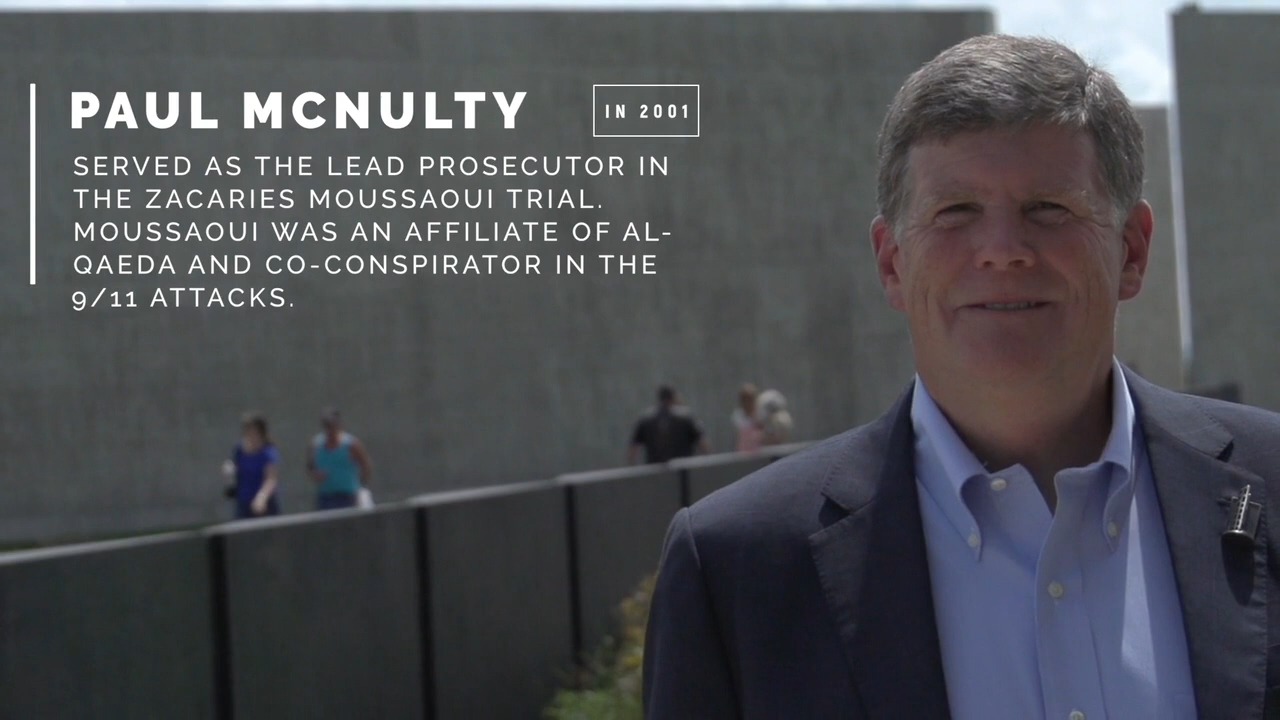 PAUL MCNULTY
IN 2001
SERVED AS THE LEAD PROSECUTOR IN
THE ZACARIES MOUSSAOUI TRIAL.
MOUSSAOUI WAS AN AFFILIATE OF AL-
QAEDA AND CO-CONSPIRATOR IN THE
9/11 ATTACKS.